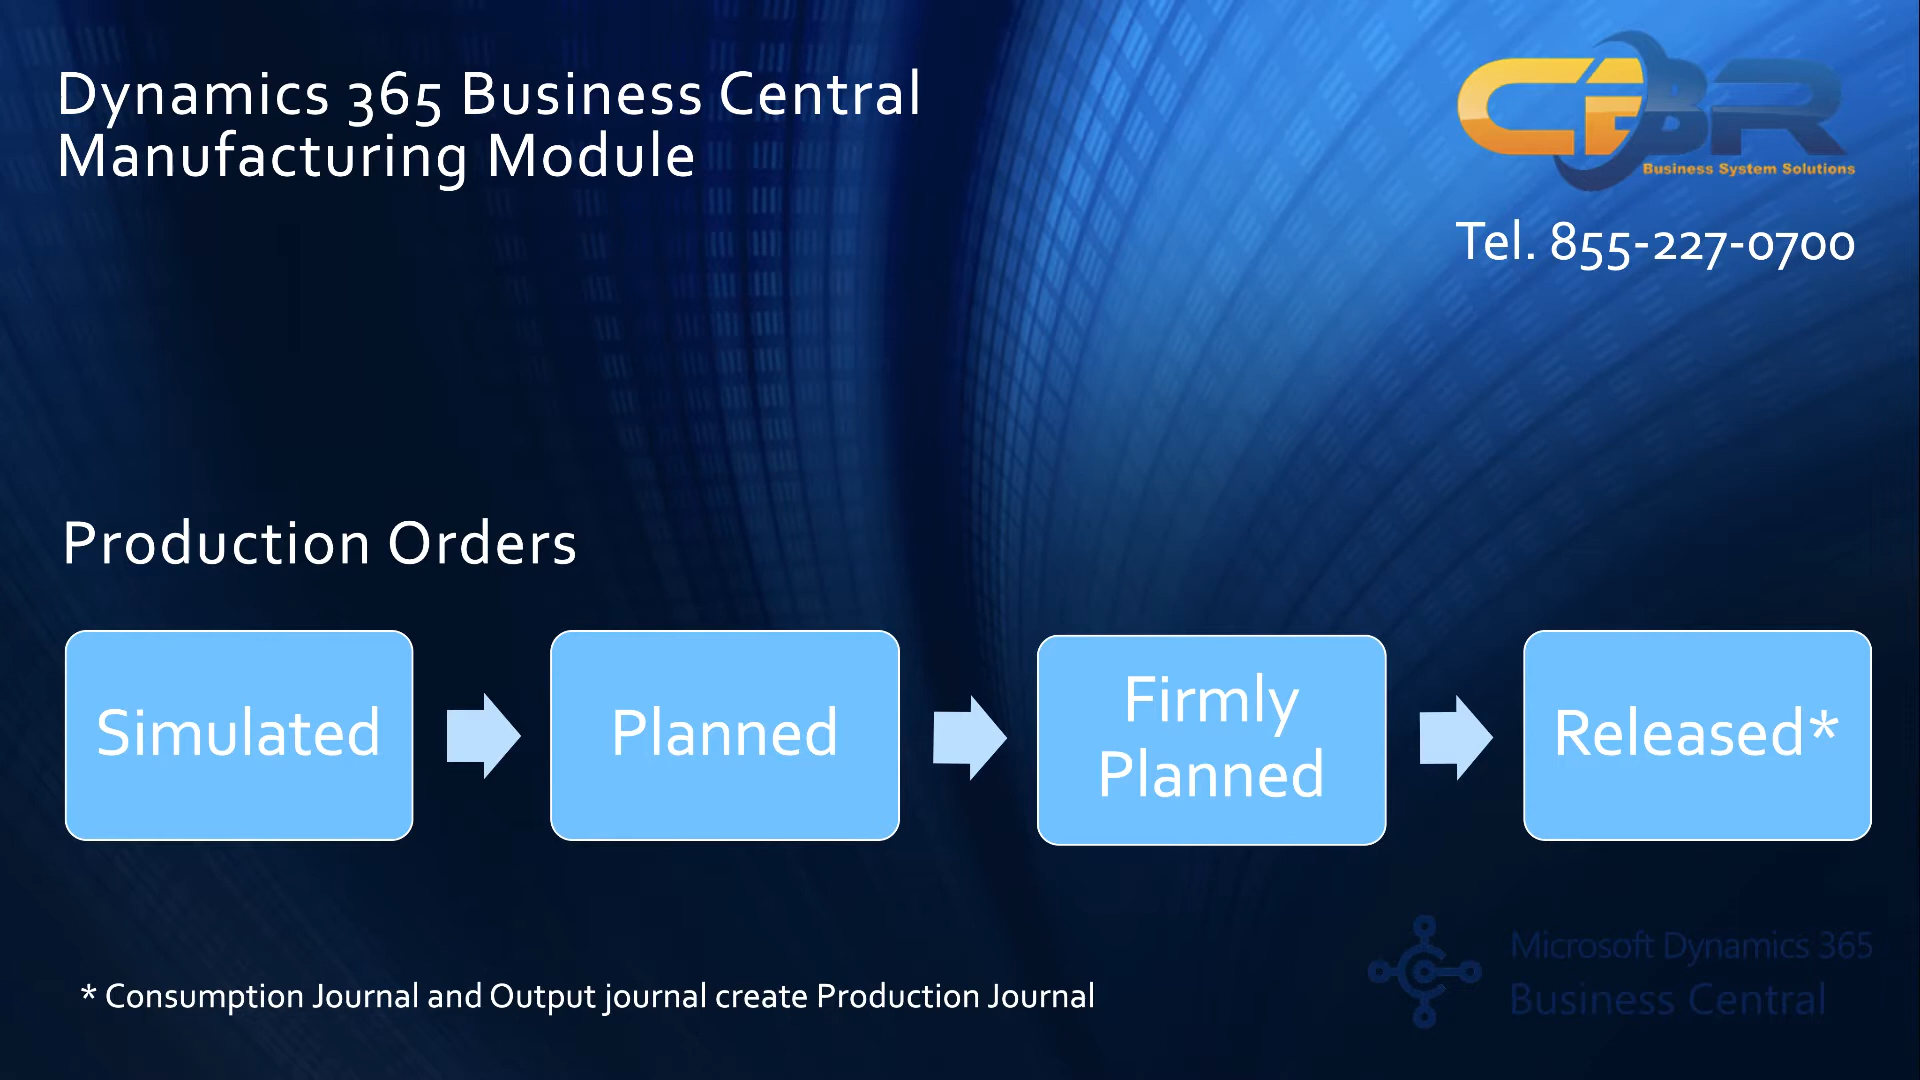 Dynamics 365 Business Central
Manufacturing Module
CBR
Business System Solutions
Tel. 855-227-0700
Production Orders
Simulated
Planned
Firmly
Planned
Released*
* Consumption Journal and Output journal create Production Journal
Microsoft Dynamics 365
Business Central